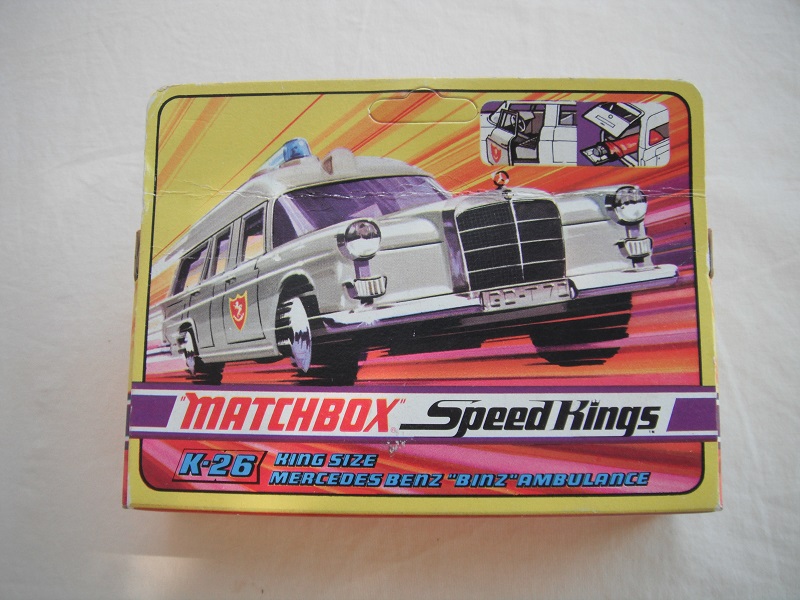 "MATCHBOX" Speed Kings
K-26 KING SIZE
MERCEDES BENZ "BINZ" AMBULANCE